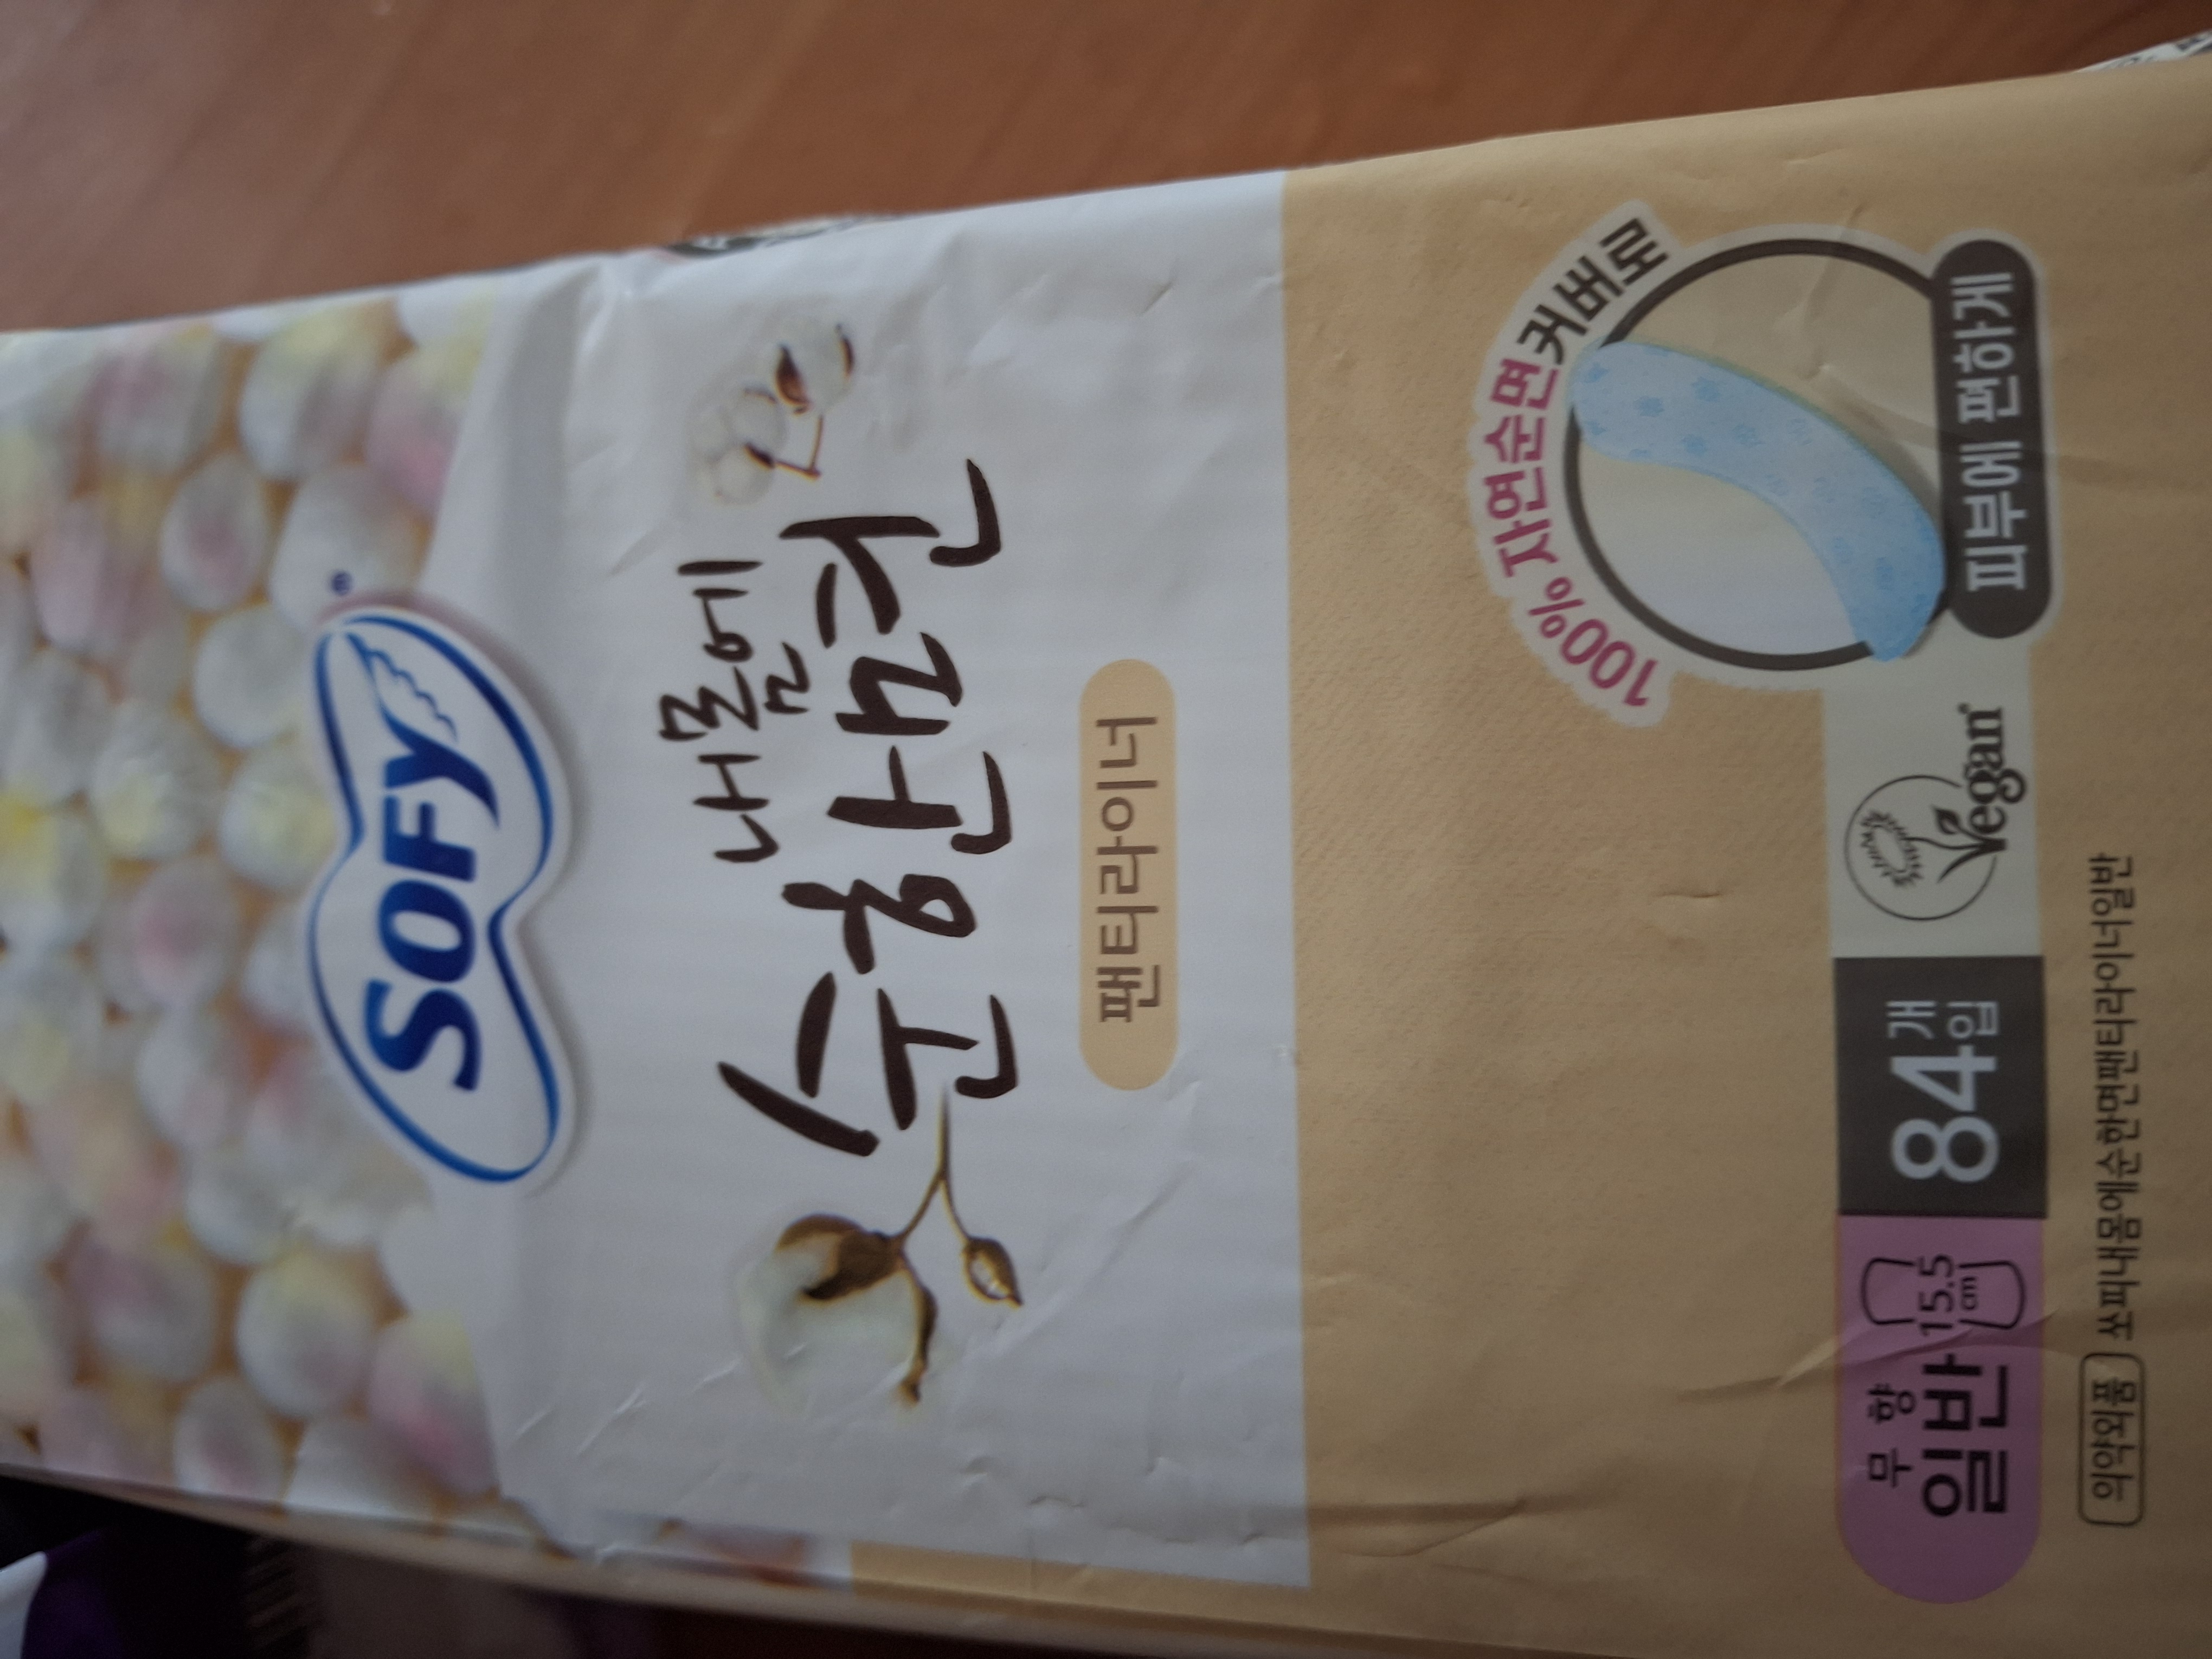 SOFY®
내몸에
순한면
팬티라이너
100% 자연순면커버로
피부에 편하게
무향
일반
15.5
cm
84
개
입
Vegan
의약외품 쏘피내몸에순한면팬티라이너일반